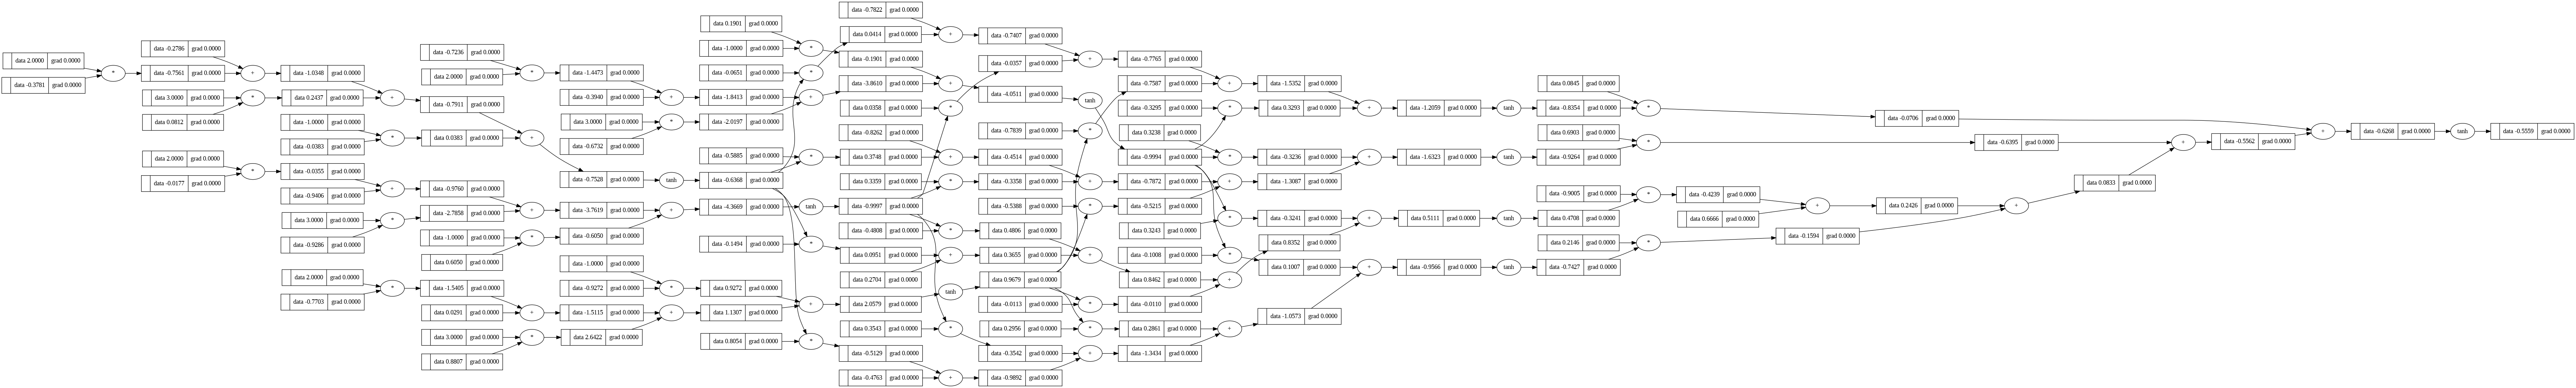 data 2.0000 grad 0.0000
data -0.3781 grad 0.0000
*
data -0.2786 grad 0.0000
data -0.7561 grad 0.0000
data 3.0000 grad 0.0000
data 0.0812 grad 0.0000
data 2.0000 grad 0.0000
data -0.0177 grad 0.0000
+
*
*
data -1.0348 grad 0.0000
data 0.2437 grad 0.0000
data -1.0000 grad 0.0000
data -0.0383 grad 0.0000
data -0.0355 grad 0.0000
data -0.9406 grad 0.0000
data 3.0000 grad 0.0000
data -0.9286 grad 0.0000
data 2.0000 grad 0.0000
data -0.7703 grad 0.0000
+
*
+
*
*
data -0.7236 grad 0.0000
data 2.0000 grad 0.0000
data -0.7911 grad 0.0000
data 0.0383 grad 0.0000
data -0.9760 grad 0.0000
data -2.7858 grad 0.0000
data -1.0000 grad 0.0000
data 0.6050 grad 0.0000
data -1.5405 grad 0.0000
data 0.0291 grad 0.0000
data 3.0000 grad 0.0000
data 0.8807 grad 0.0000
*
+
+
*
+
*
data -1.4473 grad 0.0000
data -0.3940 grad 0.0000
data 3.0000 grad 0.0000
data -0.6732 grad 0.0000
data -0.7528 grad 0.0000
data -3.7619 grad 0.0000
data -0.6050 grad 0.0000
data -1.0000 grad 0.0000
data -0.9272 grad 0.0000
data -1.5115 grad 0.0000
data 2.6422 grad 0.0000
+
*
tanh
+
*
+
data 0.1901 grad 0.0000
data -1.0000 grad 0.0000
data -0.0651 grad 0.0000
data -1.8413 grad 0.0000
data -2.0197 grad 0.0000
data -0.5885 grad 0.0000
data -0.6368 grad 0.0000
data -4.3669 grad 0.0000
data -0.1494 grad 0.0000
data 0.9272 grad 0.0000
data 1.1307 grad 0.0000
data 0.8054 grad 0.0000
*
*
+
*
tanh
*
+
*
data -0.7822 grad 0.0000
data 0.0414 grad 0.0000
data -0.1901 grad 0.0000
data -3.8610 grad 0.0000
data 0.0358 grad 0.0000
data -0.8262 grad 0.0000
data 0.3748 grad 0.0000
data 0.3359 grad 0.0000
data -0.9997 grad 0.0000
data -0.4808 grad 0.0000
data 0.0951 grad 0.0000
data 0.2704 grad 0.0000
data 2.0579 grad 0.0000
data 0.3543 grad 0.0000
data -0.5129 grad 0.0000
data -0.4763 grad 0.0000
+
+
*
+
*
*
+
tanh
*
+
data -0.7407 grad 0.0000
data -0.0357 grad 0.0000
data -4.0511 grad 0.0000
data -0.7839 grad 0.0000
data -0.4514 grad 0.0000
data -0.3358 grad 0.0000
data -0.5388 grad 0.0000
data 0.4806 grad 0.0000
data 0.3655 grad 0.0000
data 0.9679 grad 0.0000
data -0.0113 grad 0.0000
data 0.2956 grad 0.0000
data -0.3542 grad 0.0000
data -0.9892 grad 0.0000
+
tanh
*
+
*
+
*
*
+
data -0.7765 grad 0.0000
data -0.7587 grad 0.0000
data -0.3295 grad 0.0000
data 0.3238 grad 0.0000
data -0.9994 grad 0.0000
data -0.7872 grad 0.0000
data -0.5215 grad 0.0000
data 0.3243 grad 0.0000
data -0.1008 grad 0.0000
data 0.8462 grad 0.0000
data -0.0110 grad 0.0000
data 0.2861 grad 0.0000
data -1.3434 grad 0.0000
+
*
*
+
*
*
+
+
data -1.5352 grad 0.0000
data 0.3293 grad 0.0000
data -0.3236 grad 0.0000
data -1.3087 grad 0.0000
data -0.3241 grad 0.0000
data 0.8352 grad 0.0000
data 0.1007 grad 0.0000
data -1.0573 grad 0.0000
+
+
+
+
data -1.2059 grad 0.0000
data -1.6323 grad 0.0000
data 0.5111 grad 0.0000
data -0.9566 grad 0.0000
tanh
tanh
tanh
tanh
data 0.0845 grad 0.0000
data -0.8354 grad 0.0000
data 0.6903 grad 0.0000
data -0.9264 grad 0.0000
data -0.9005 grad 0.0000
data 0.4708 grad 0.0000
data 0.2146 grad 0.0000
data -0.7427 grad 0.0000
*
*
*
*
data -0.4239 grad 0.0000
data 0.6666 grad 0.0000
+
data -0.1594 grad 0.0000
data -0.0706 grad 0.0000
data 0.2426 grad 0.0000
+
data -0.6395 grad 0.0000
data 0.0833 grad 0.0000
+
data -0.5562 grad 0.0000
+
data -0.6268 grad 0.0000
tanh
data -0.5559 grad 0.0000